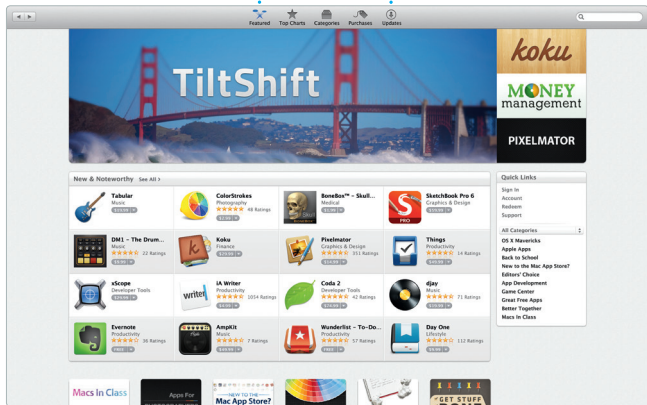 Featured Top Charts Categories Purchases Updates
TiltShift
koku
MONEY
management
PIXELMATOR
New & Noteworthy See All >
Tabular
Music
$19.99
ColorStrokes
Photography
48 Ratings
BoneBox™ – Skull...
Medical
SketchBook Pro 6
Graphics & Design
PRO
DM1 – The Drum...
Music
22 Ratings
Koku
Finance
Pixelmator
Graphics & Design
351 Ratings
Things
Productivity
14 Ratings
xScope
Developer Tools
writer
iA Writer
Productivity
1034 Ratings
Coda 2
Developer Tools
42 Ratings
djay
Music
71 Ratings
Evernote
Productivity
36 Ratings
AmpKit
Music
7 Ratings
Wunderlist – To-Do...
Productivity
57 Ratings
Day One
Lifestyle
112 Ratings
Quick Links
Sign In
Account
Redeem
Support
All Categories
OS X Mavericks
Apple Apps
Back to School
New to the Mac App Store?
Editors' Choice
App Development
Game Center
Great Free Apps
Better Together
Macs In Class
Macs In Class
Apps For
NEW TO THE
Mac App Store?
GET STUFF